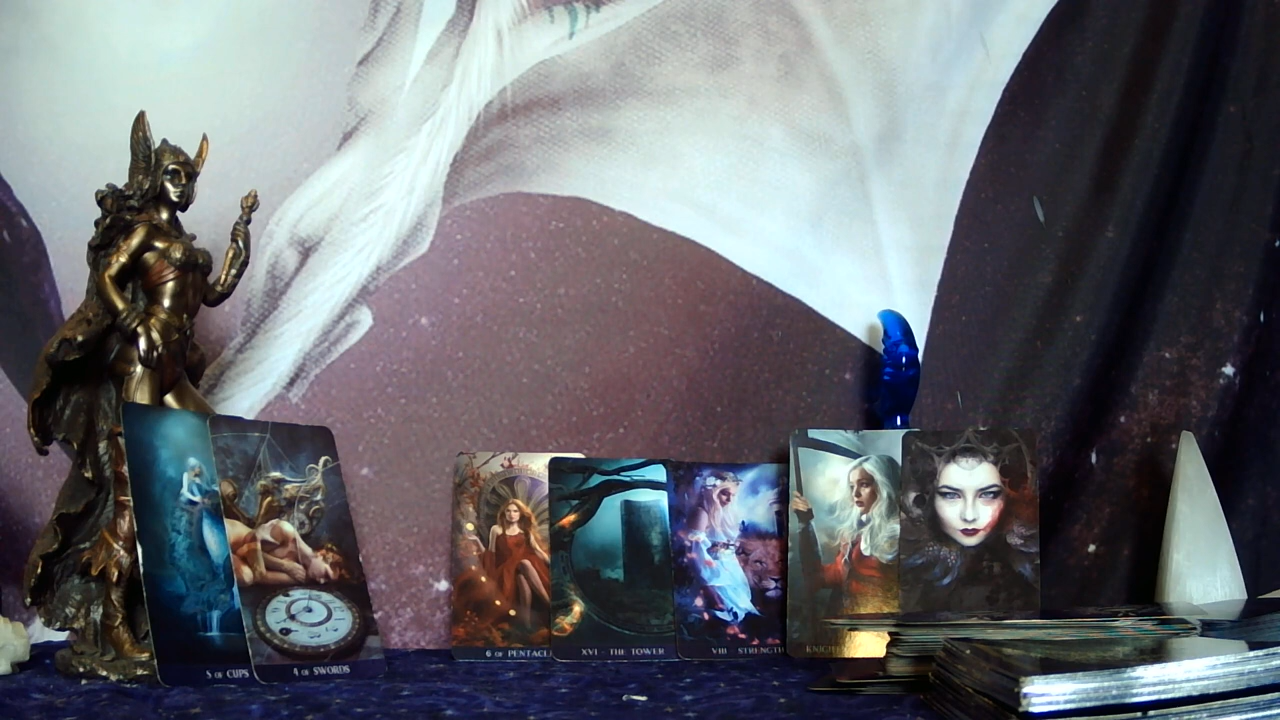 5 OF CUPS
4 OF SWORDS
6 OF PENTACL
XVI - THE TOWER
VIII STRENGTH
KNIGH